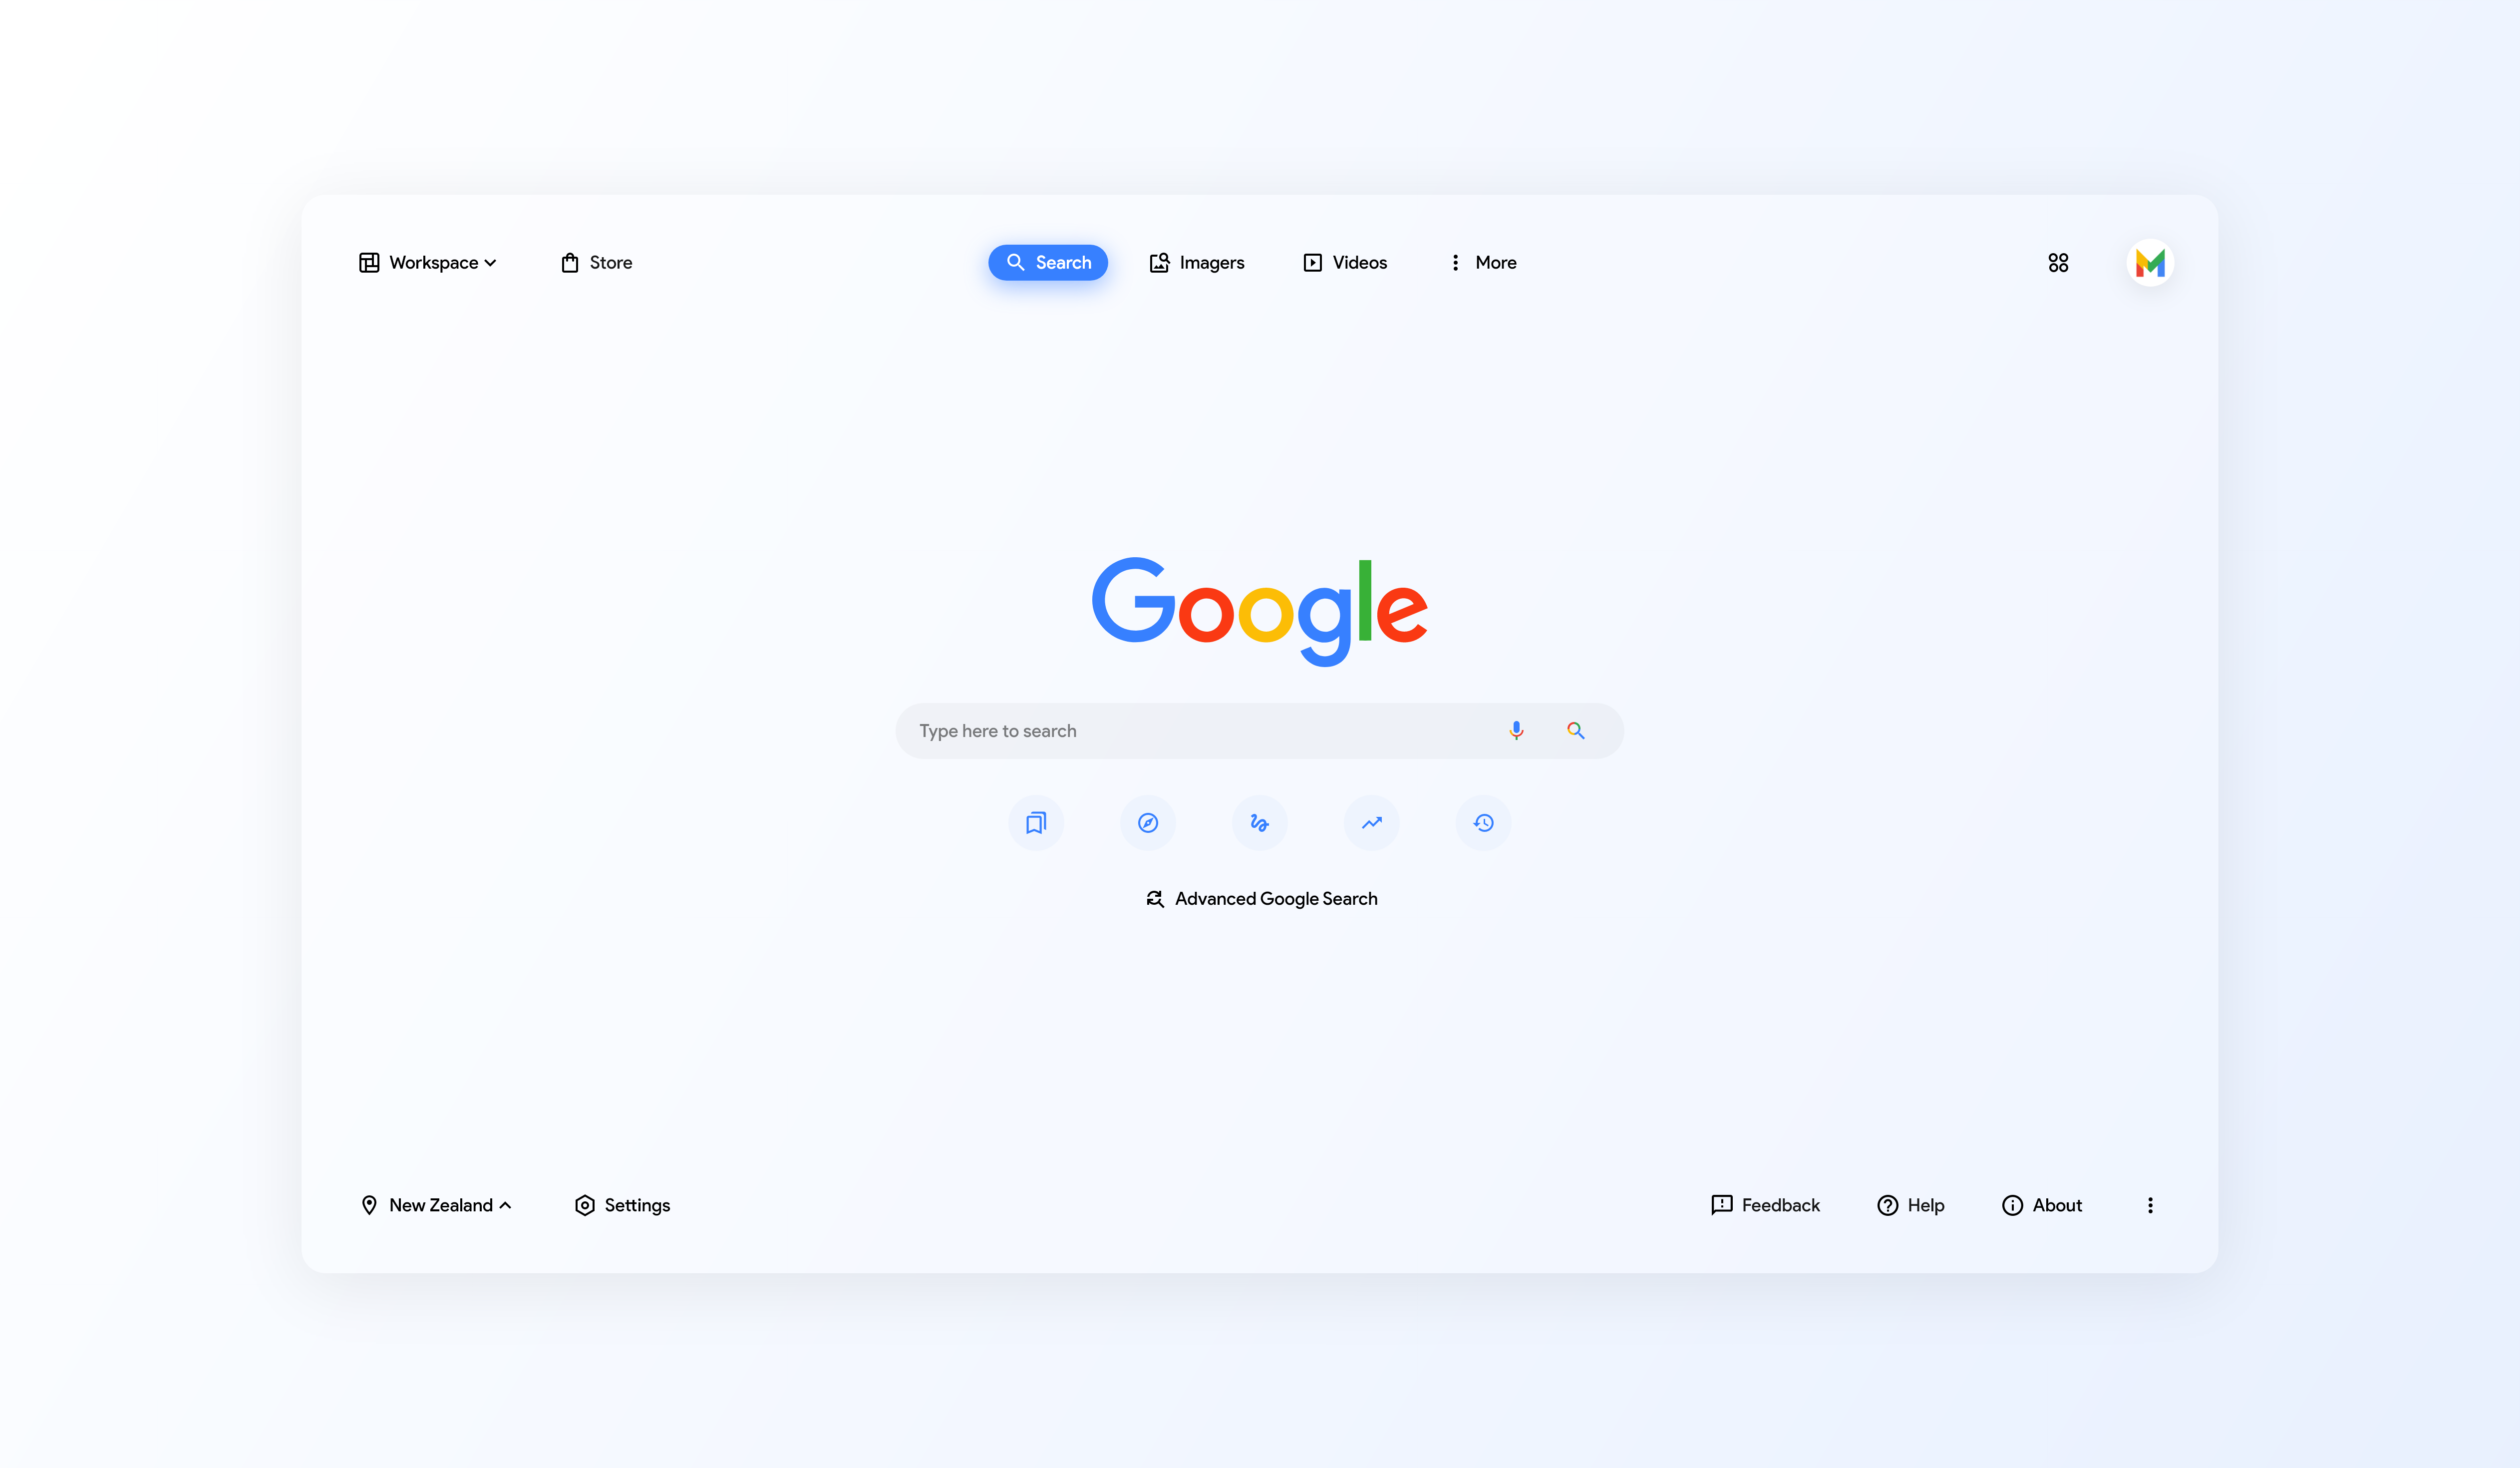 Workspace
Store
Search
Imagers
Videos
More
Google
Type here to search
Advanced Google Search
New Zealand
Settings
Feedback
Help
About